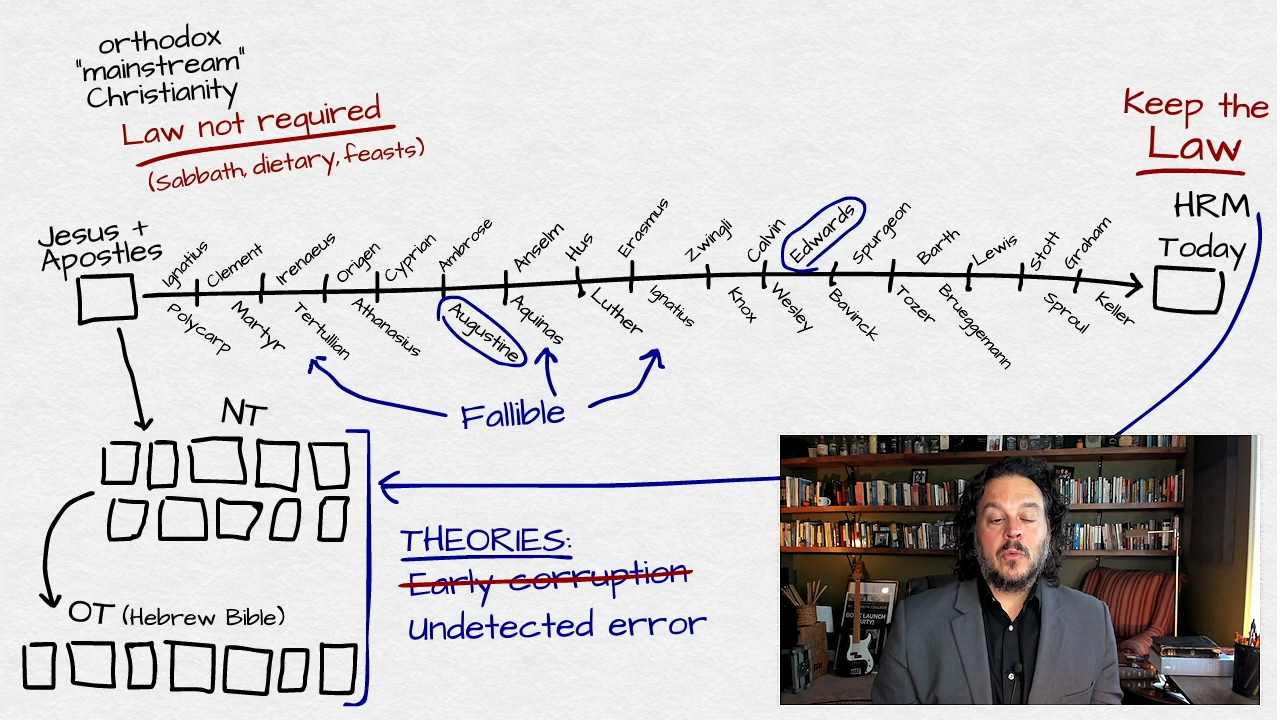 orthodox
"mainstream"
Christianity
Law not required
(Sabbath, dietary, feasts)
Keep the
Law
HRM
Today
Jesus +
Apostles
Ignatius
Clement
Irenaeus
Origen
Cyprian
Ambrose
Anselm
Hus
Erasmus
Zwingli
Calvin
Edwards
Spurgeon
Barth
Lewis
Stott
Graham
Polycarp
Martyr
Tertullian
Athanasius
Augustine
Aquinas
Luther
Ignatius
Knox
Wesley
Bavinck
Tozer
Brueggemann
Sproul
Keller
Fallible
NT
THEORIES:
Early corruption
Undetected error
OT (Hebrew Bible)